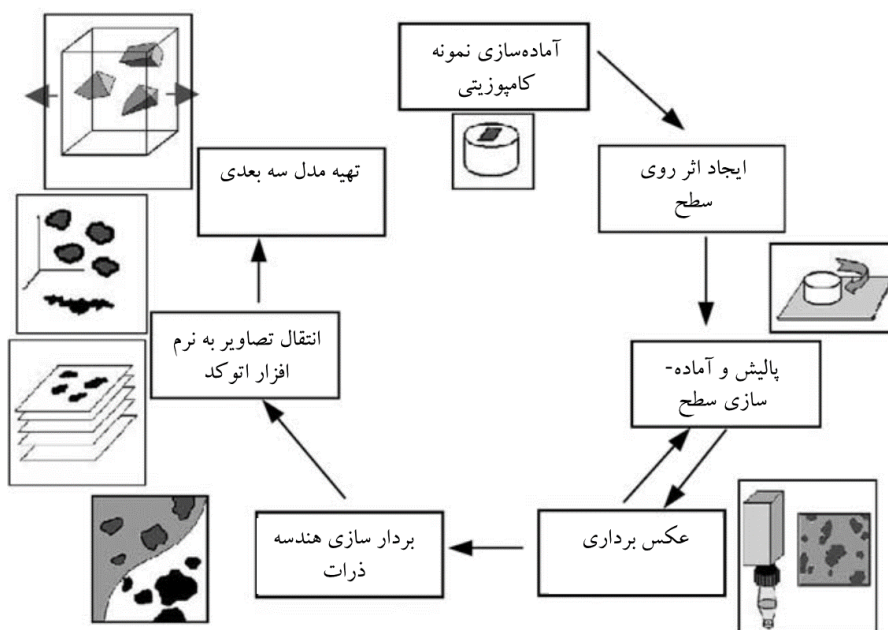 آماده‌سازی نمونه
کامپوزیتی
ایجاد اثر روی
سطح
پالیش و آماده-
سازی سطح
عکس برداری
بردار سازی هندسه
ذرات
انتقال تصاویر به نرم
افزار اتوکد
تهیه مدل سه بعدی